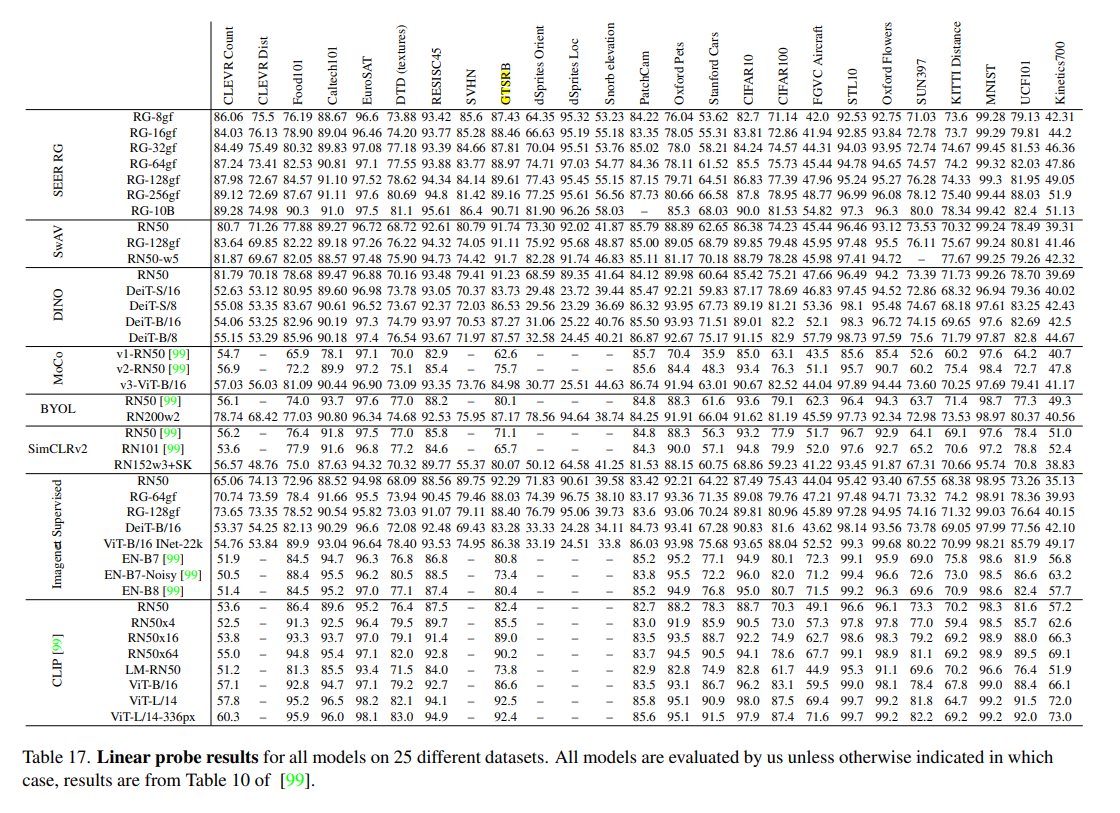 CLEVR Count
CLEVR Dist
Food101
Caltech101
EuroSAT
DTD (textures)
RESISC45
SVHN
GTSRB
dSprites Orient
dSprites Loc
Snorb elevation
PatchCam
Oxford Pets
Stanford Cars
CIFAR10
CIFAR100
FGVC Aircraft
STL10
Oxford Flowers
SUN397
KITTI Distance
MNIST
UCF101
Kinetics700
SEER RG
RG-8gf 86.06 75.5 76.19 88.67 96.6 73.88 93.42 85.6 87.43 64.35 95.32 53.23 84.22 76.04 53.62 82.7 71.14 42.0 92.53 92.75 71.03 73.6 99.28 79.13 42.31
RG-16gf 84.03 76.13 78.90 89.04 96.46 74.20 93.77 85.28 88.46 66.63 95.19 55.18 83.35 78.05 55.31 83.81 72.86 41.94 92.85 93.84 72.78 74.2 99.29 79.81 44.2
RG-32gf 84.49 75.49 80.32 89.83 97.08 77.18 93.39 84.66 87.81 70.04 95.51 53.76 85.02 78.0 58.21 84.24 74.57 44.31 94.03 93.95 72.74 74.67 99.45 81.53 46.36
RG-64gf 87.24 73.41 82.53 90.81 97.1 77.55 93.88 83.77 88.97 74.71 97.03 54.77 84.36 78.11 61.52 85.5 75.73 45.44 94.78 94.65 74.57 74.2 99.32 82.03 47.86
RG-128gf 87.98 72.67 84.57 91.10 97.52 78.62 94.34 84.14 89.61 77.43 95.45 55.15 87.15 79.71 64.51 86.83 77.39 47.96 95.24 95.27 76.28 74.33 99.3 81.95 49.05
RG-256gf 89.12 72.69 87.67 91.11 97.6 80.69 94.8 81.42 89.16 77.25 95.61 56.56 87.73 80.66 66.58 87.8 78.95 48.77 96.99 96.08 78.12 75.40 99.44 88.03 51.9
RG-10B 89.28 74.98 90.3 91.0 97.5 81.1 95.61 86.4 90.71 81.90 96.26 58.03 – 85.3 68.03 90.0 81.53 54.82 97.3 96.3 80.0 78.34 99.42 82.4 51.13
SwAV
RN50 80.7 71.26 77.88 89.27 96.72 68.72 92.61 80.79 91.74 73.30 92.02 41.87 85.79 88.89 62.65 86.38 74.23 45.44 96.46 93.12 73.53 70.32 99.24 78.49 39.31
RG-128gf 83.64 69.85 82.22 89.18 97.26 76.22 94.32 74.05 91.11 75.92 95.68 48.87 85.00 89.05 68.79 89.85 79.48 45.95 97.48 95.5 76.11 75.67 99.24 80.81 41.46
RN50-w5 81.87 69.67 82.05 88.57 97.48 75.90 94.73 74.42 91.7 82.28 91.74 46.83 85.11 81.17 70.18 88.79 78.28 45.98 97.41 94.72 – 77.67 99.25 79.26 42.32
DINO
RN50 81.79 70.18 78.68 89.47 96.88 70.16 93.48 79.41 91.23 68.59 89.35 41.64 84.12 89.98 60.64 85.42 75.21 47.66 96.49 94.2 73.39 71.73 99.26 78.70 39.69
DeiT-S/16 52.63 53.12 80.95 89.60 96.98 73.78 93.05 70.37 83.73 29.48 23.72 39.44 85.47 92.21 59.83 87.17 78.69 46.83 97.45 94.52 72.86 68.32 96.94 79.36 40.02
DeiT-S/8 55.08 53.35 83.67 90.61 96.52 73.67 92.37 72.03 86.53 29.56 23.29 36.69 86.32 93.95 67.73 89.19 81.21 53.36 98.1 95.48 74.67 68.18 97.61 83.25 42.43
DeiT-B/16 54.06 53.25 82.96 90.19 97.3 74.79 93.97 70.53 87.27 31.06 25.22 40.76 85.50 93.93 71.51 89.01 82.2 51.1 98.3 96.72 74.15 69.65 97.6 82.69 42.5
DeiT-B/8 55.15 53.29 85.96 90.18 97.4 76.54 93.67 71.97 87.57 32.58 24.45 40.21 86.87 92.67 75.17 91.15 82.9 57.79 98.73 97.59 75.6 71.79 87.87 82.8 44.67
MoCo
v1-RN50 [99] 54.7 – 65.9 78.1 97.1 70.0 82.9 – 62.6 – – – 85.7 70.4 35.9 85.0 63.1 43.5 85.6 85.4 52.6 60.2 97.6 64.2 40.7
v2-RN50 [99] 56.9 – 72.2 89.9 97.2 75.1 85.4 – 75.7 – – – 85.6 84.4 48.3 93.4 76.3 51.1 95.7 90.7 60.2 75.4 98.4 72.7 47.8
v3-ViT-B/16 57.03 56.03 81.09 90.44 96.90 73.09 93.35 73.76 84.98 30.77 25.51 44.63 86.74 91.94 63.01 90.67 82.52 44.04 97.89 94.44 73.60 70.25 97.69 79.41 41.17
BYOL
RN50 [99] 56.1 – 74.0 93.7 97.6 77.0 88.2 – 80.1 – – – 84.8 88.3 61.6 93.6 79.1 62.3 96.4 94.3 63.7 71.4 98.7 77.3 49.3
RN200w2 78.74 68.42 77.03 90.80 96.34 74.68 92.53 75.95 87.17 78.56 94.64 38.74 84.25 91.91 66.04 91.62 81.19 45.59 97.73 92.34 72.98 73.53 98.97 80.37 40.56
SimCLRv2
RN50 [99] 56.2 – 76.4 91.8 97.5 77.0 85.8 – 71.1 – – – 84.8 88.3 56.3 93.2 77.9 51.7 96.7 92.9 64.1 69.1 97.6 78.4 51.0
RN101 [99] 53.6 – 77.9 91.6 96.8 77.2 84.6 – 65.7 – – – 84.3 90.0 57.1 94.8 79.9 52.0 97.6 92.7 65.2 70.6 97.2 78.8 52.4
RN152w3+SK 56.57 48.76 75.0 87.63 94.32 70.32 89.77 55.37 80.07 50.12 64.58 41.25 81.53 88.15 60.75 68.86 59.23 41.22 93.45 91.87 67.31 70.66 95.74 70.8 38.83
Imagenet Supervised
RN50 65.06 74.13 72.96 88.52 94.98 68.09 88.56 89.75 92.29 71.83 90.61 39.58 83.42 92.21 64.22 87.49 75.43 44.04 95.42 93.40 67.55 68.38 98.95 73.26 35.13
RG-64gf 70.74 73.59 78.4 91.66 95.5 73.94 90.45 79.46 88.03 74.39 96.75 38.10 83.17 93.36 71.35 89.08 79.76 47.21 97.48 94.71 73.32 74.2 98.91 78.36 39.93
RG-128gf 73.65 73.35 78.52 90.54 95.82 73.03 91.07 79.11 88.40 76.79 95.06 39.73 83.6 93.06 70.24 89.81 80.96 45.89 97.28 94.95 74.16 71.32 99.03 76.64 40.15
DeiT-B/16 53.37 54.25 82.13 90.29 96.6 72.08 92.48 69.43 83.28 33.33 24.28 34.11 84.73 93.41 67.28 90.83 81.6 43.62 98.14 93.56 73.78 69.05 97.99 77.56 42.10
ViT-B/16 INet-22k 54.76 53.84 89.9 93.04 96.64 78.40 93.53 74.95 86.38 33.19 24.51 33.8 86.03 93.98 75.68 93.65 88.04 52.52 99.3 99.68 80.22 70.99 98.21 85.79 49.17
EN-B7 [99] 51.9 – 84.5 94.7 96.3 76.8 86.8 – 80.8 – – – 85.2 95.2 77.1 94.9 80.1 72.3 99.1 95.9 69.0 75.8 98.6 81.9 56.8
EN-B7-Noisy [99] 50.5 – 88.4 95.5 96.2 80.5 88.5 – 73.4 – – – 83.8 95.5 72.2 96.0 82.0 71.2 99.4 96.6 72.6 73.0 98.5 86.6 63.2
EN-B8 [99] 51.4 – 84.5 95.2 97.0 77.1 87.4 – 80.4 – – – 85.2 94.9 76.8 95.0 80.7 71.5 99.2 96.3 69.6 70.9 98.6 82.4 57.7
CLIP [99]
RN50 53.6 – 86.4 89.6 95.2 76.4 87.5 – 82.4 – – – 82.7 88.2 78.3 88.7 70.3 49.1 96.6 96.1 73.3 70.2 98.3 81.6 57.2
RN50x4 52.5 – 91.3 92.5 96.4 79.5 89.7 – 85.5 – – – 83.0 91.9 85.9 90.5 73.0 57.3 97.8 97.8 77.0 59.4 98.5 85.7 62.6
RN50x16 53.8 – 93.3 93.7 97.0 79.1 91.4 – 89.0 – – – 83.5 93.5 88.7 92.2 74.9 62.7 98.6 98.3 79.2 69.2 98.9 88.0 66.3
RN50x64 55.0 – 94.8 95.4 97.1 82.0 92.8 – 90.2 – – – 83.7 94.5 90.5 94.1 78.6 67.7 99.1 98.9 81.1 69.2 98.9 89.5 69.1
LM-RN50 51.2 – 81.3 85.5 93.4 71.5 84.0 – 73.8 – – – 82.9 82.8 74.9 82.8 61.7 44.9 95.3 91.1 69.6 70.2 96.6 76.4 51.9
ViT-B/16 57.1 – 92.8 94.7 97.1 79.2 92.7 – 86.6 – – – 83.5 93.1 86.7 96.2 83.1 59.5 99.0 98.1 78.4 67.8 99.0 88.4 66.1
ViT-L/14 57.8 – 95.2 96.5 98.2 82.1 94.1 – 92.5 – – – 85.8 95.1 90.9 98.0 87.5 69.4 99.7 99.2 81.8 64.7 99.2 91.5 72.0
ViT-L/14-336px 60.3 – 95.9 96.0 98.1 83.0 94.9 – 92.4 – – – 85.6 95.1 91.5 97.9 87.4 71.6 99.7 99.2 82.2 69.2 99.2 92.0 73.0
Table 17. Linear probe results for all models on 25 different datasets. All models are evaluated by us unless otherwise indicated in which
case, results are from Table 10 of [99].